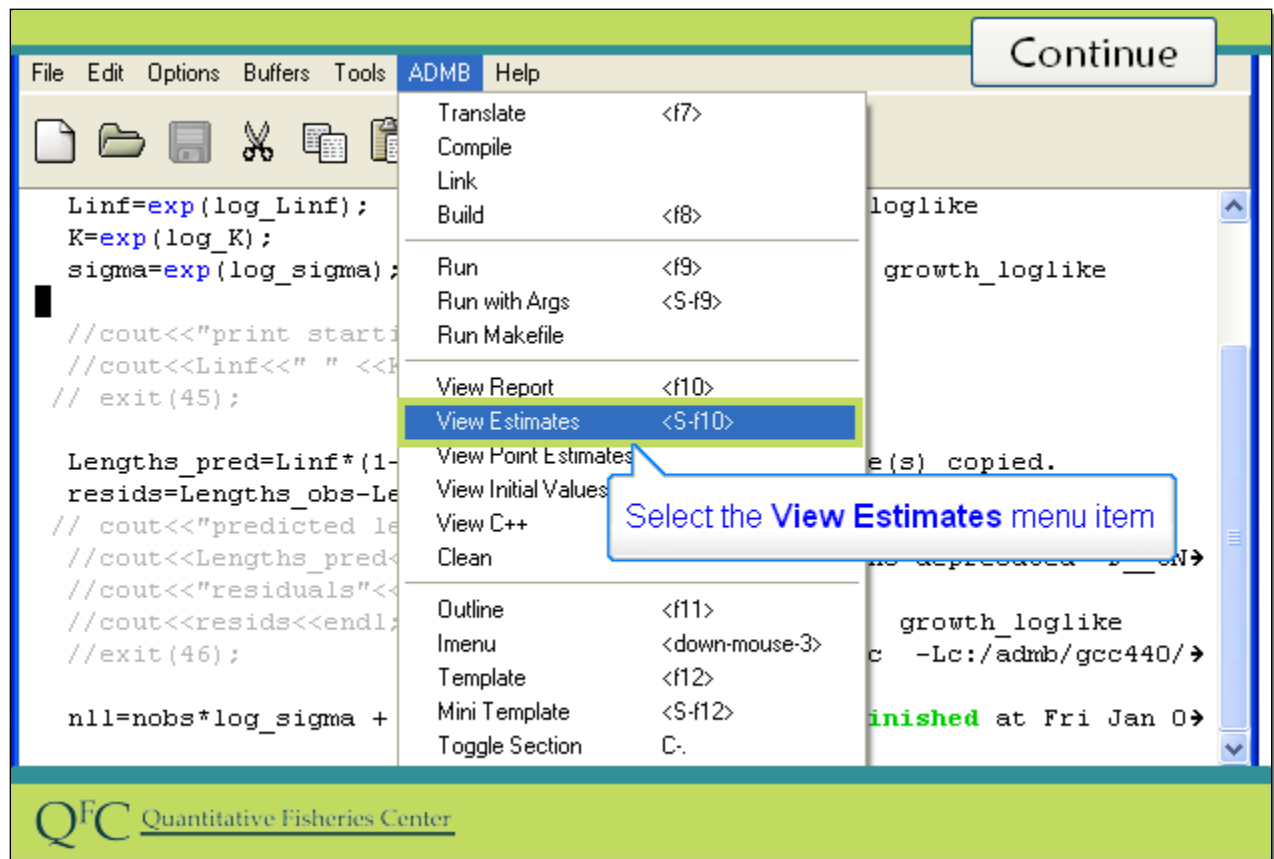 Continue
File Edit Options Buffers Tools ADMB Help
Translate <f7>
Compile
Link
Build <f8>
Run <f9>
Run with Args <S-f9>
Run Makefile
View Report <f10>
View Estimates <S-f10>
View Point Estimates
View Initial Values
View C++
Clean
Outline <f11>
Imenu <down-mouse-3>
Template <f12>
Mini Template <S-f12>
Toggle Section C-.
Select the View Estimates menu item
Linf=exp(log_Linf);
K=exp(log_K);
sigma=exp(log_sigma);
//cout<<"print starti
//cout<<Linf<<" " <<K
// exit(45);
Lengths_pred=Linf*(1-
resids=Lengths_obs-Le
// cout<<"predicted le
//cout<<Lengths_pred<
//cout<<"residuals"<<
//cout<<resids<<endl;
//exit(46);
nll=nobs*log_sigma +
loglike
growth_loglike
e(s) copied.
growth_loglike
c -Lc:/admb/gcc440/
inished at Fri Jan 0
QFC Quantitative Fisheries Center